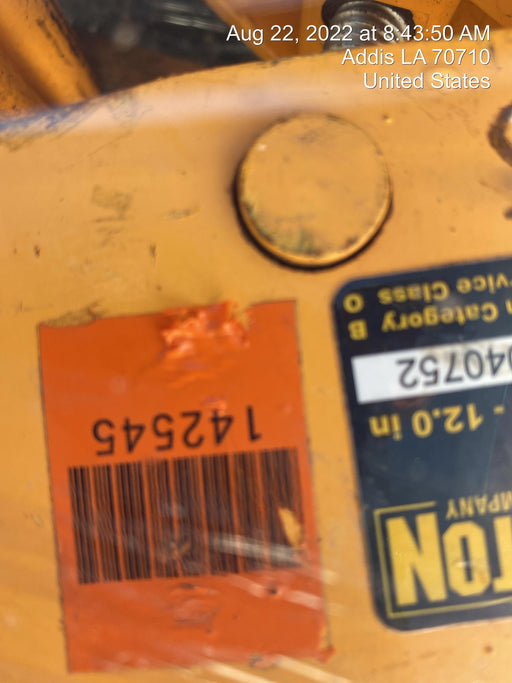 Aug 22, 2022 at 8:43:50 AM
Addis LA 70710
United States
142545
TON
MPANY
- 12.0 in
040752
n Category B
rvice Class O